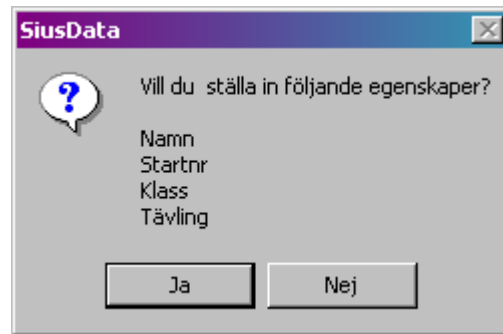 SiusData
Vill du ställa in följande egenskaper?
Namn
Startnr
Klass
Tävling
Ja
Nej